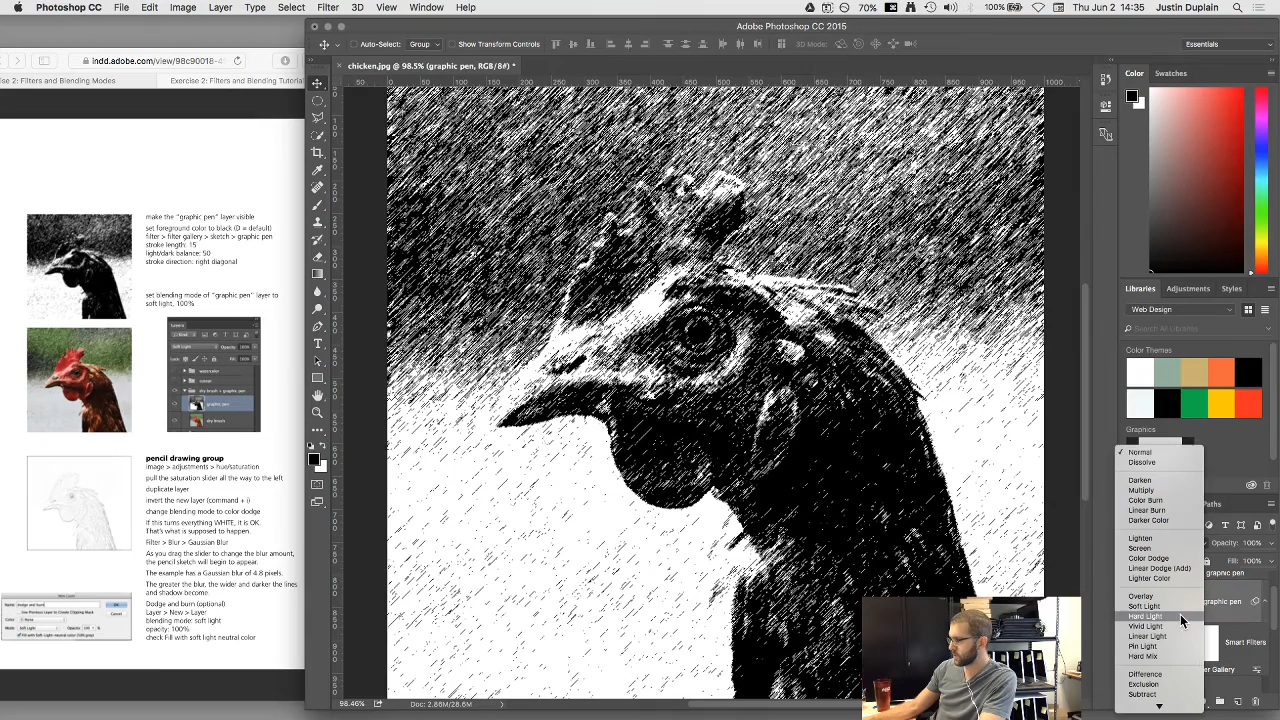 Photoshop CC File Edit Image Layer Type Select Filter 3D View Window Help 70% 100% Thu Jun 2 14:35 Justin Duplain
Adobe Photoshop CC 2015
indd.adobe.com/view/98c90018-4
Exercise 2: Filters and Blending Tutorial
Auto-Select: Group Show Transform Controls 3D Mode: Essentials
chicken.jpg @ 98.5% (graphic pen, RGB/8#) *
make the "graphic pen" layer visible
set foreground color to black (D = default)
filter > filter gallery > sketch > graphic pen
stroke length: 15
light/dark balance: 50
stroke direction: right diagonal
set blending mode of "graphic pen" layer to
soft light, 100%
pencil drawing group
image > adjustments > hue/saturation
pull the saturation slider all the way to the left
duplicate layer
invert the new layer (command + i)
change blending mode to color dodge
If this turns everything WHITE, it is OK.
That's what is supposed to happen.
Filter > Blur > Gaussian Blur
As you drag the slider to change the blur amount,
the pencil sketch will begin to appear.
The example has a Gaussian blur of 4.8 pixels.
The greater the blur, the wider and darker the lines
and shadow become.
Dodge and burn (optional)
Layer > New > Layer
blending mode: soft light
opacity: 100%
check Fill with soft light neutral color
Color Swatches
Libraries Adjustments Styles
Web Design
Search All Libraries
Color Themes
Graphics
Normal
Dissolve
Darken
Multiply
Color Burn
Linear Burn
Darker Color
Lighten
Screen
Color Dodge
Linear Dodge (Add)
Lighter Color
Overlay
Soft Light
Hard Light
Vivid Light
Linear Light
Pin Light
Hard Mix
Difference
Exclusion
Subtract
Paths
Opacity: 100%
Fill: 100%
graphic pen
graphic pen
Smart Filters
98.46% Doc: 2.86M/28.6M